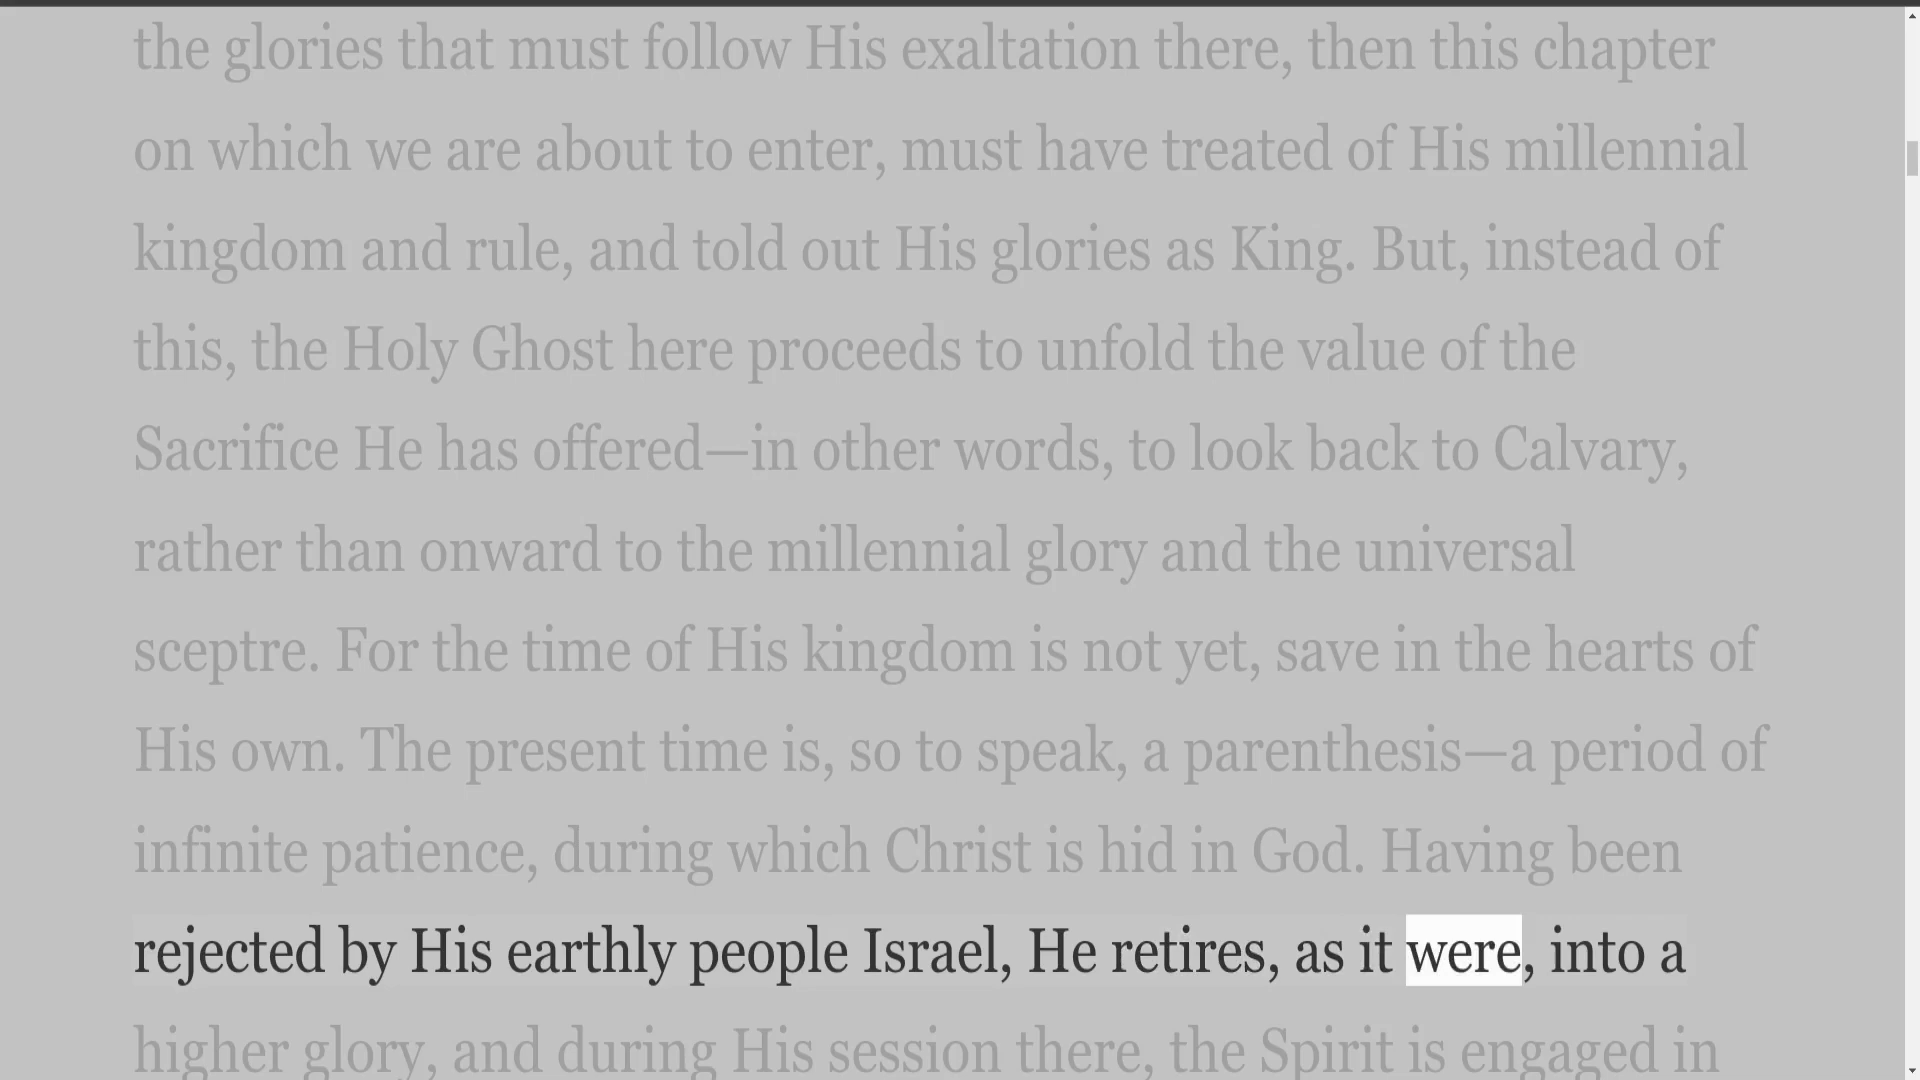 the glories that must follow His exaltation there, then this chapter
on which we are about to enter, must have treated of His millennial
kingdom and rule, and told out His glories as King. But, instead of
this, the Holy Ghost here proceeds to unfold the value of the
Sacrifice He has offered—in other words, to look back to Calvary,
rather than onward to the millennial glory and the universal
sceptre. For the time of His kingdom is not yet, save in the hearts of
His own. The present time is, so to speak, a parenthesis—a period of
infinite patience, during which Christ is hid in God. Having been
rejected by His earthly people Israel, He retires, as it were, into a
higher glory, and during His session there, the Spirit is engaged in